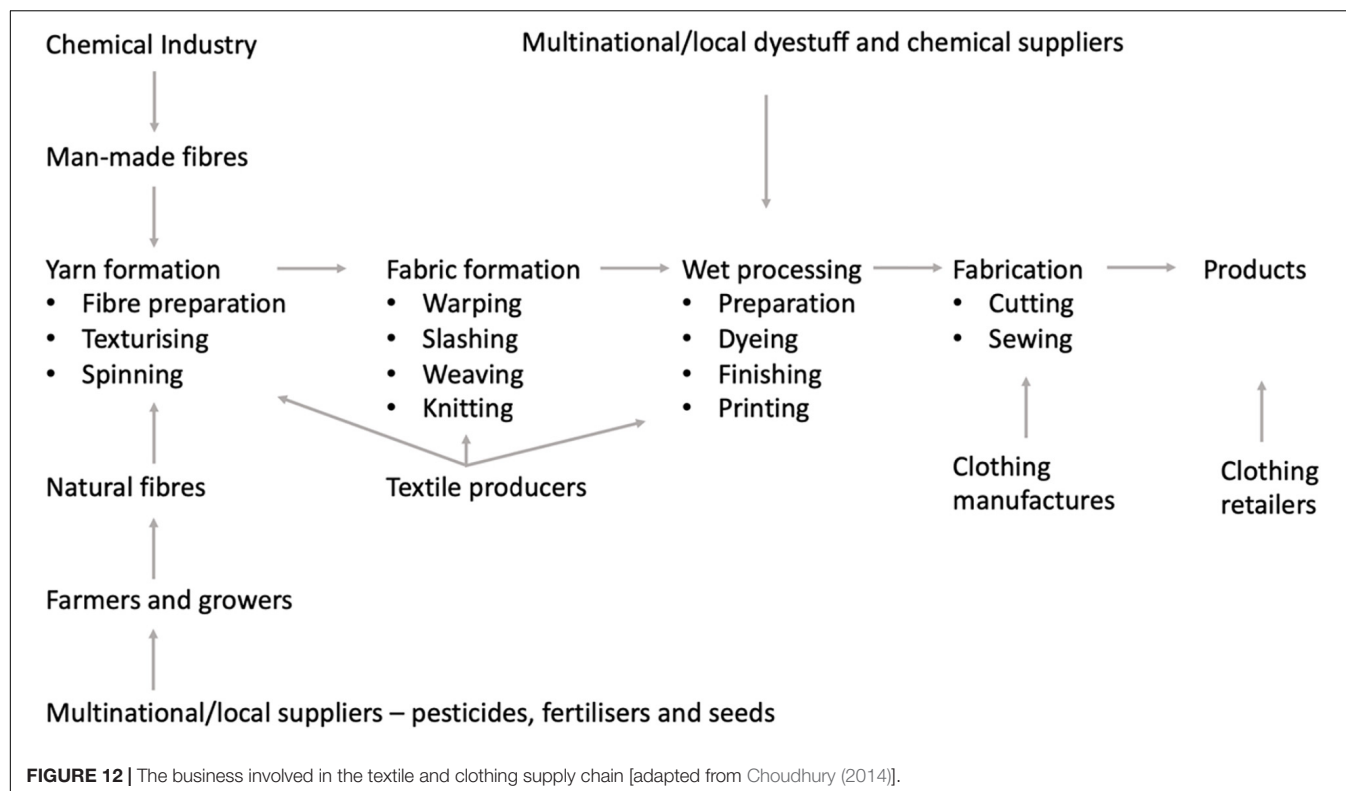 Chemical Industry
Multinational/local dyestuff and chemical suppliers
Man-made fibres
Yarn formation
• Fibre preparation
• Texturising
• Spinning
Fabric formation
• Warping
• Slashing
• Weaving
• Knitting
Wet processing
• Preparation
• Dyeing
• Finishing
• Printing
Fabrication
• Cutting
• Sewing
Products
Natural fibres
Textile producers
Clothing
manufactures
Clothing
retailers
Farmers and growers
Multinational/local suppliers – pesticides, fertilisers and seeds
FIGURE 12 | The business involved in the textile and clothing supply chain [adapted from Choudhury (2014)].